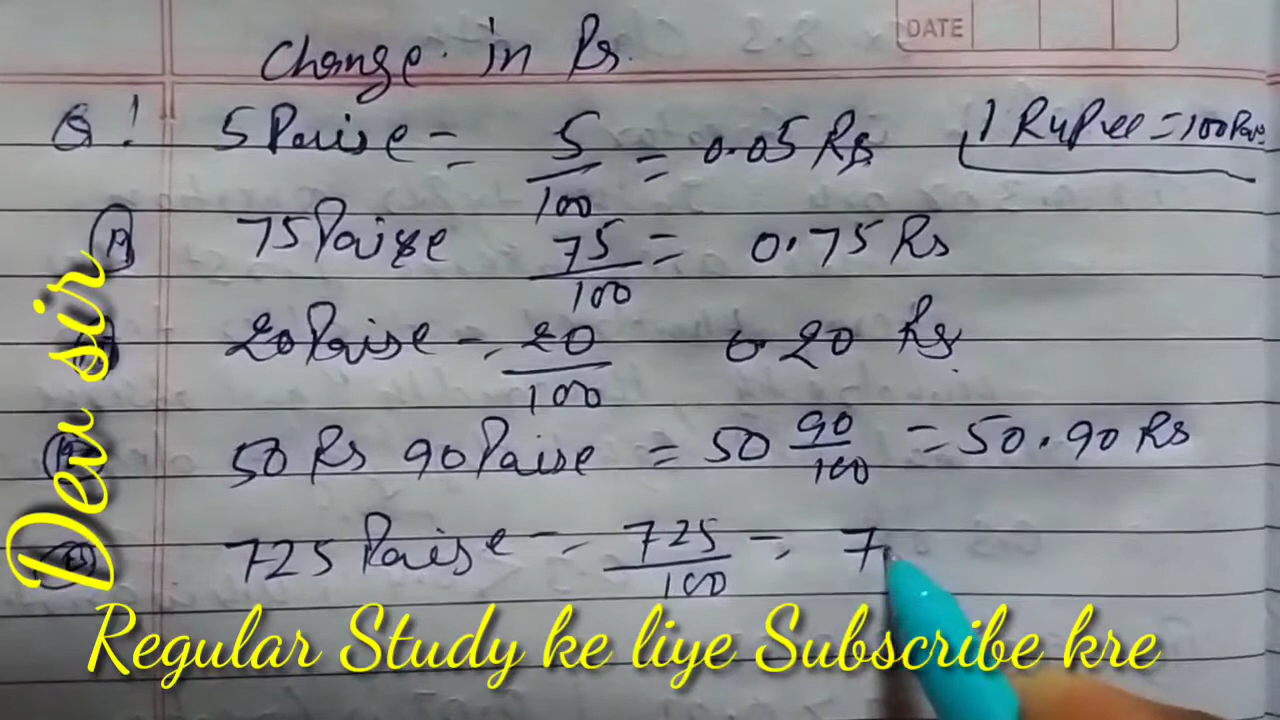 DATE
Change in Rs.
Q! 5 Paise = 5/100 = 0.05 Rs
1 Rupee = 100 Pais
75 Paise 75/100 = 0.75 Rs
20 Paise = 20/100 0.20 Rs.
50 Rs 90 Paise = 50 90/100 = 50.90 Rs
725 Paise = 725/100 = 7
Dev sir
Regular Study ke liye Subscribe kre